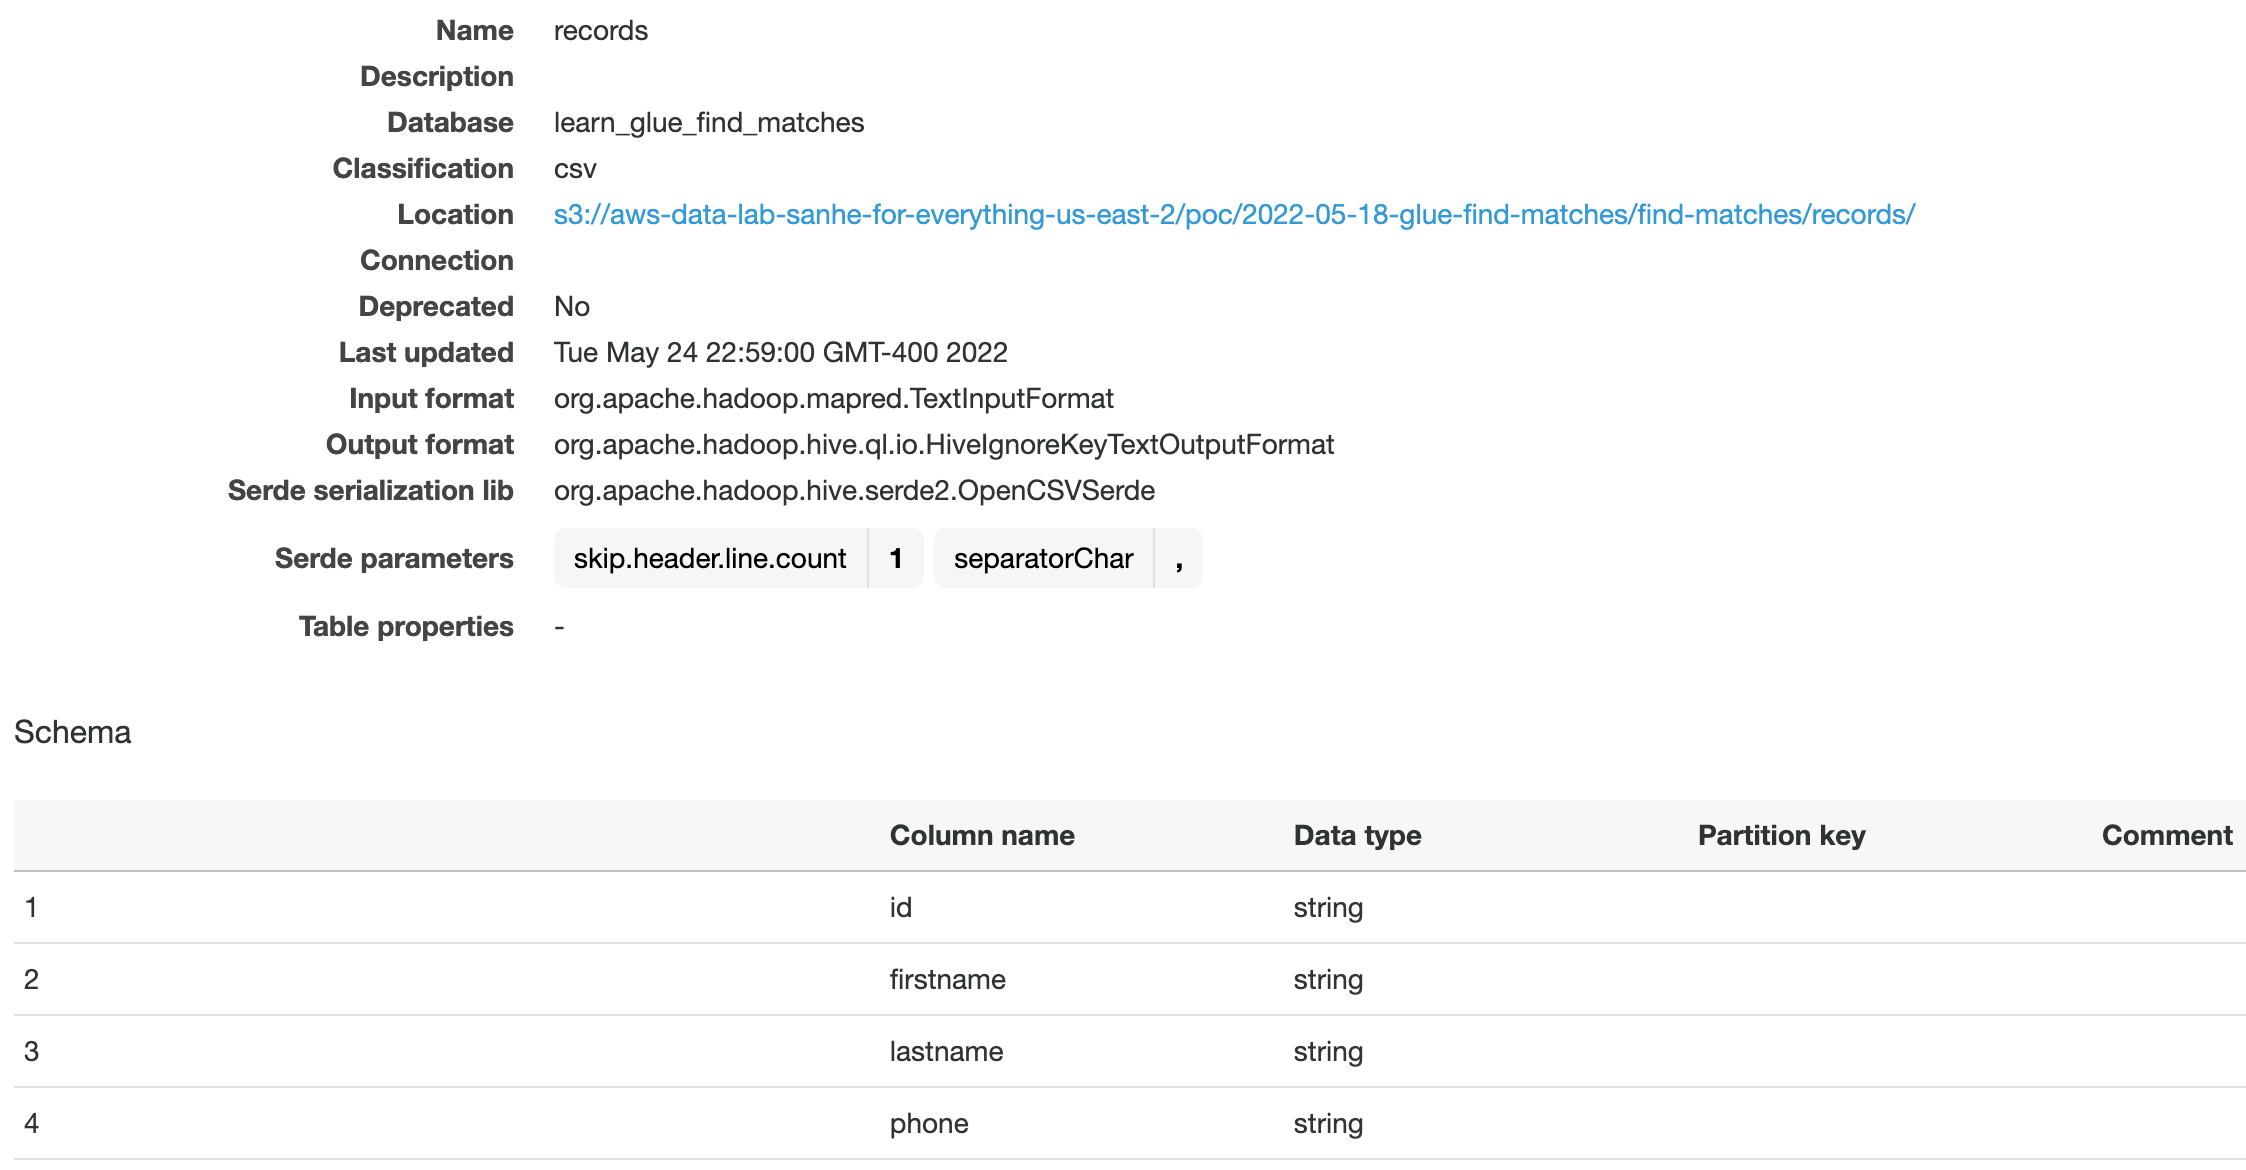 Name records
Description
Database learn_glue_find_matches
Classification csv
Location s3://aws-data-lab-sanhe-for-everything-us-east-2/poc/2022-05-18-glue-find-matches/find-matches/records/
Connection
Deprecated No
Last updated Tue May 24 22:59:00 GMT-400 2022
Input format org.apache.hadoop.mapred.TextInputFormat
Output format org.apache.hadoop.hive.ql.io.HiveIgnoreKeyTextOutputFormat
Serde serialization lib org.apache.hadoop.hive.serde2.OpenCSVSerde
Serde parameters skip.header.line.count 1 separatorChar ,
Table properties -
Schema
Column name Data type Partition key Comment
1 id string
2 firstname string
3 lastname string
4 phone string